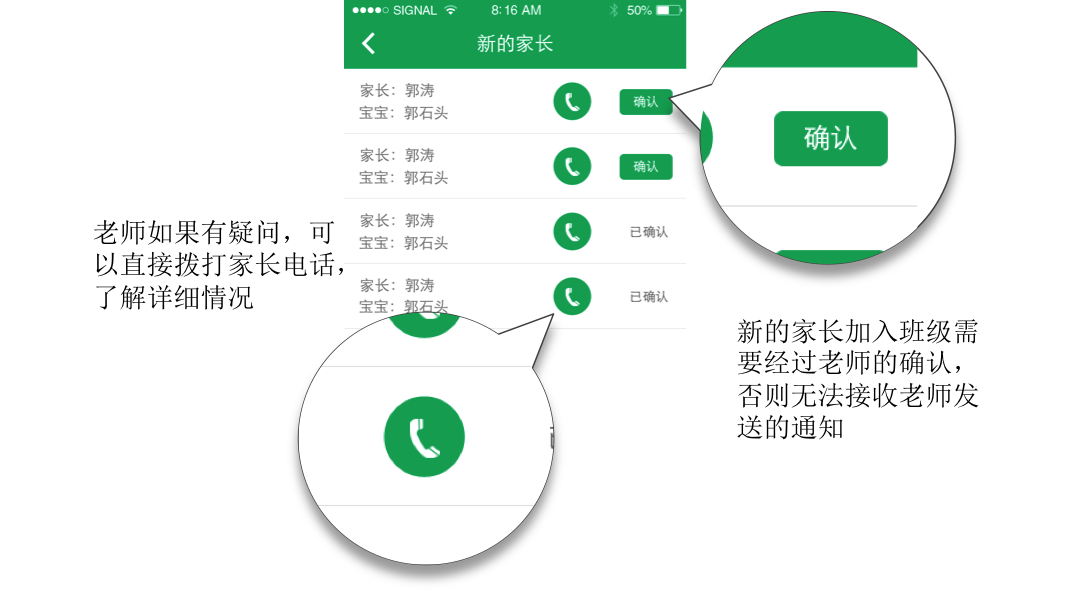 SIGNAL 8:16 AM 50%
新的家长
家长：郭涛
宝宝：郭石头
确认
家长：郭涛
宝宝：郭石头
确认
家长：郭涛
宝宝：郭石头
已确认
家长：郭涛
宝宝：郭石头
已确认
确认
老师如果有疑问，可
以直接拨打家长电话，
了解详细情况
新的家长加入班级需
要经过老师的确认，
否则无法接收老师发
送的通知